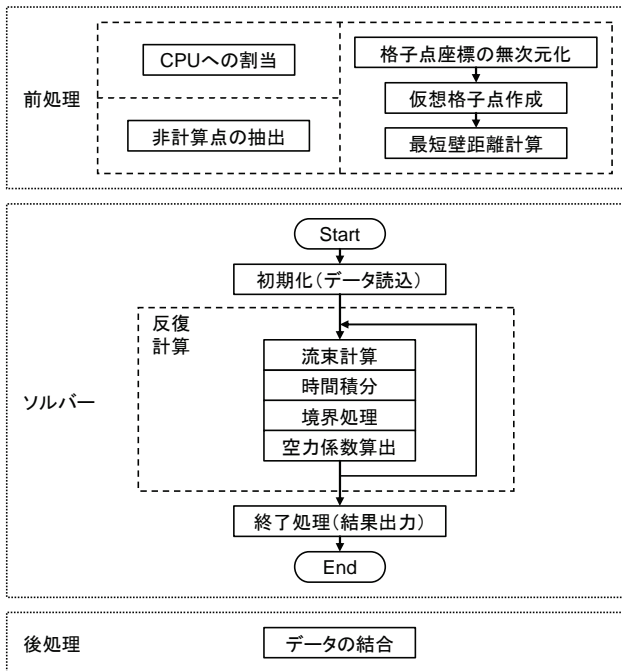 前処理
CPUへの割当
非計算点の抽出
格子点座標の無次元化
仮想格子点作成
最短壁距離計算
ソルバー
Start
初期化(データ読込)
反復
計算
流束計算
時間積分
境界処理
空力係数算出
終了処理(結果出力)
End
後処理
データの結合